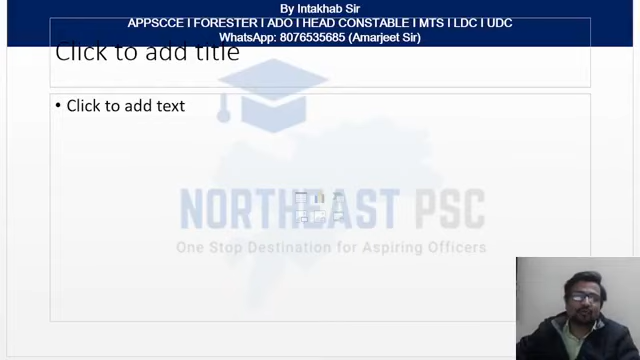 By Intakhab Sir
APPSCCE I FORESTER I ADO I HEAD CONSTABLE I MTS I LDC I UDC
WhatsApp: 8076535685 (Amarjeet Sir)
Click to add title
• Click to add text
NORTHEAST PSC
One Stop Destination for Aspiring Officers